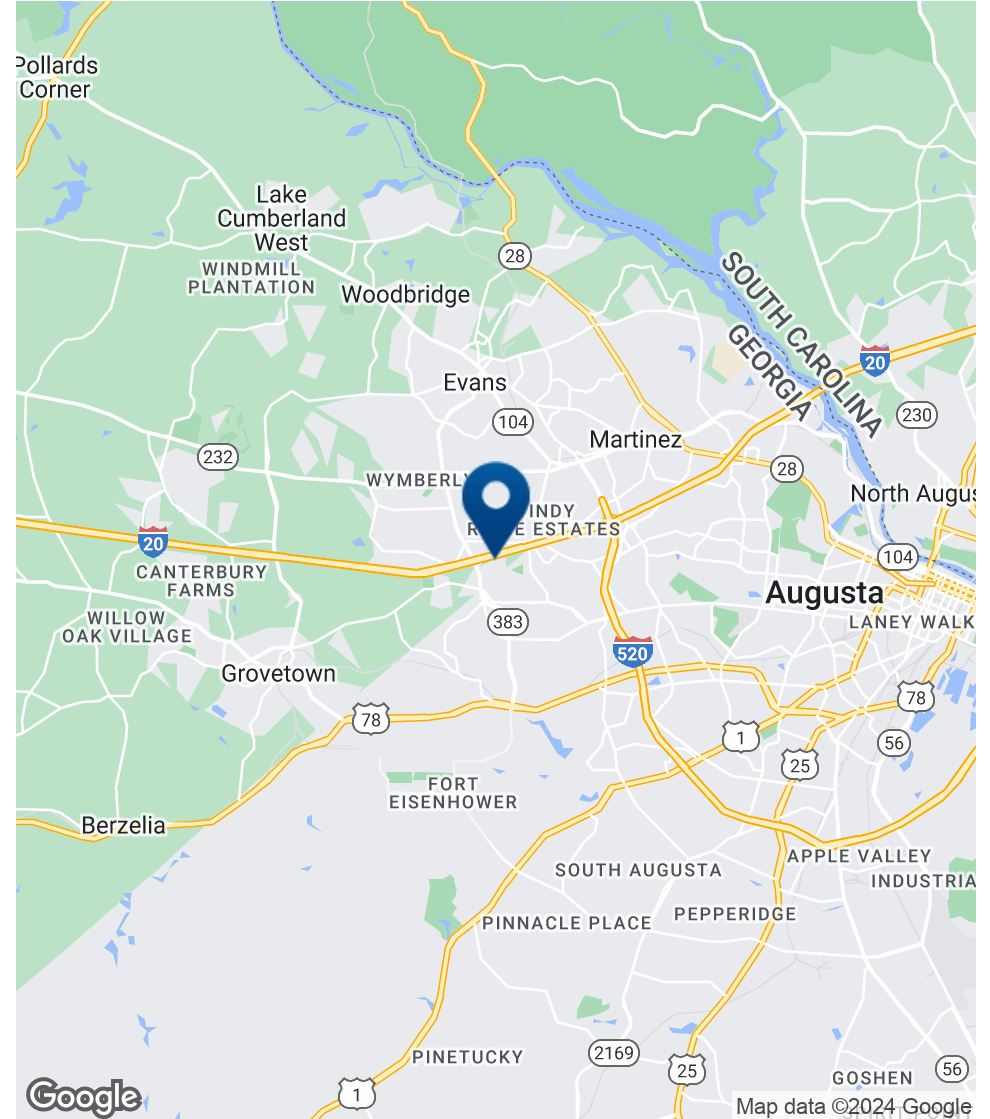 Pollards
Corner
Lake
Cumberland
West
WINDMILL
PLANTATION
28
Woodbridge
SOUTH CAROLINA
GEORGIA
20
Evans
104
230
Martinez
232
28
WYMBERLY
North Augus
INDY
R E ESTATES
20
104
CANTERBURY
FARMS
Augusta
WILLOW
OAK VILLAGE
383
LANEY WALK
520
Grovetown
78
78
1
56
25
FORT
EISENHOWER
Berzelia
APPLE VALLEY
SOUTH AUGUSTA
INDUSTRIA
PEPPERIDGE
PINNACLE PLACE
2169
PINETUCKY
25
56
GOSHEN
1
Google
Map data ©2024 Google